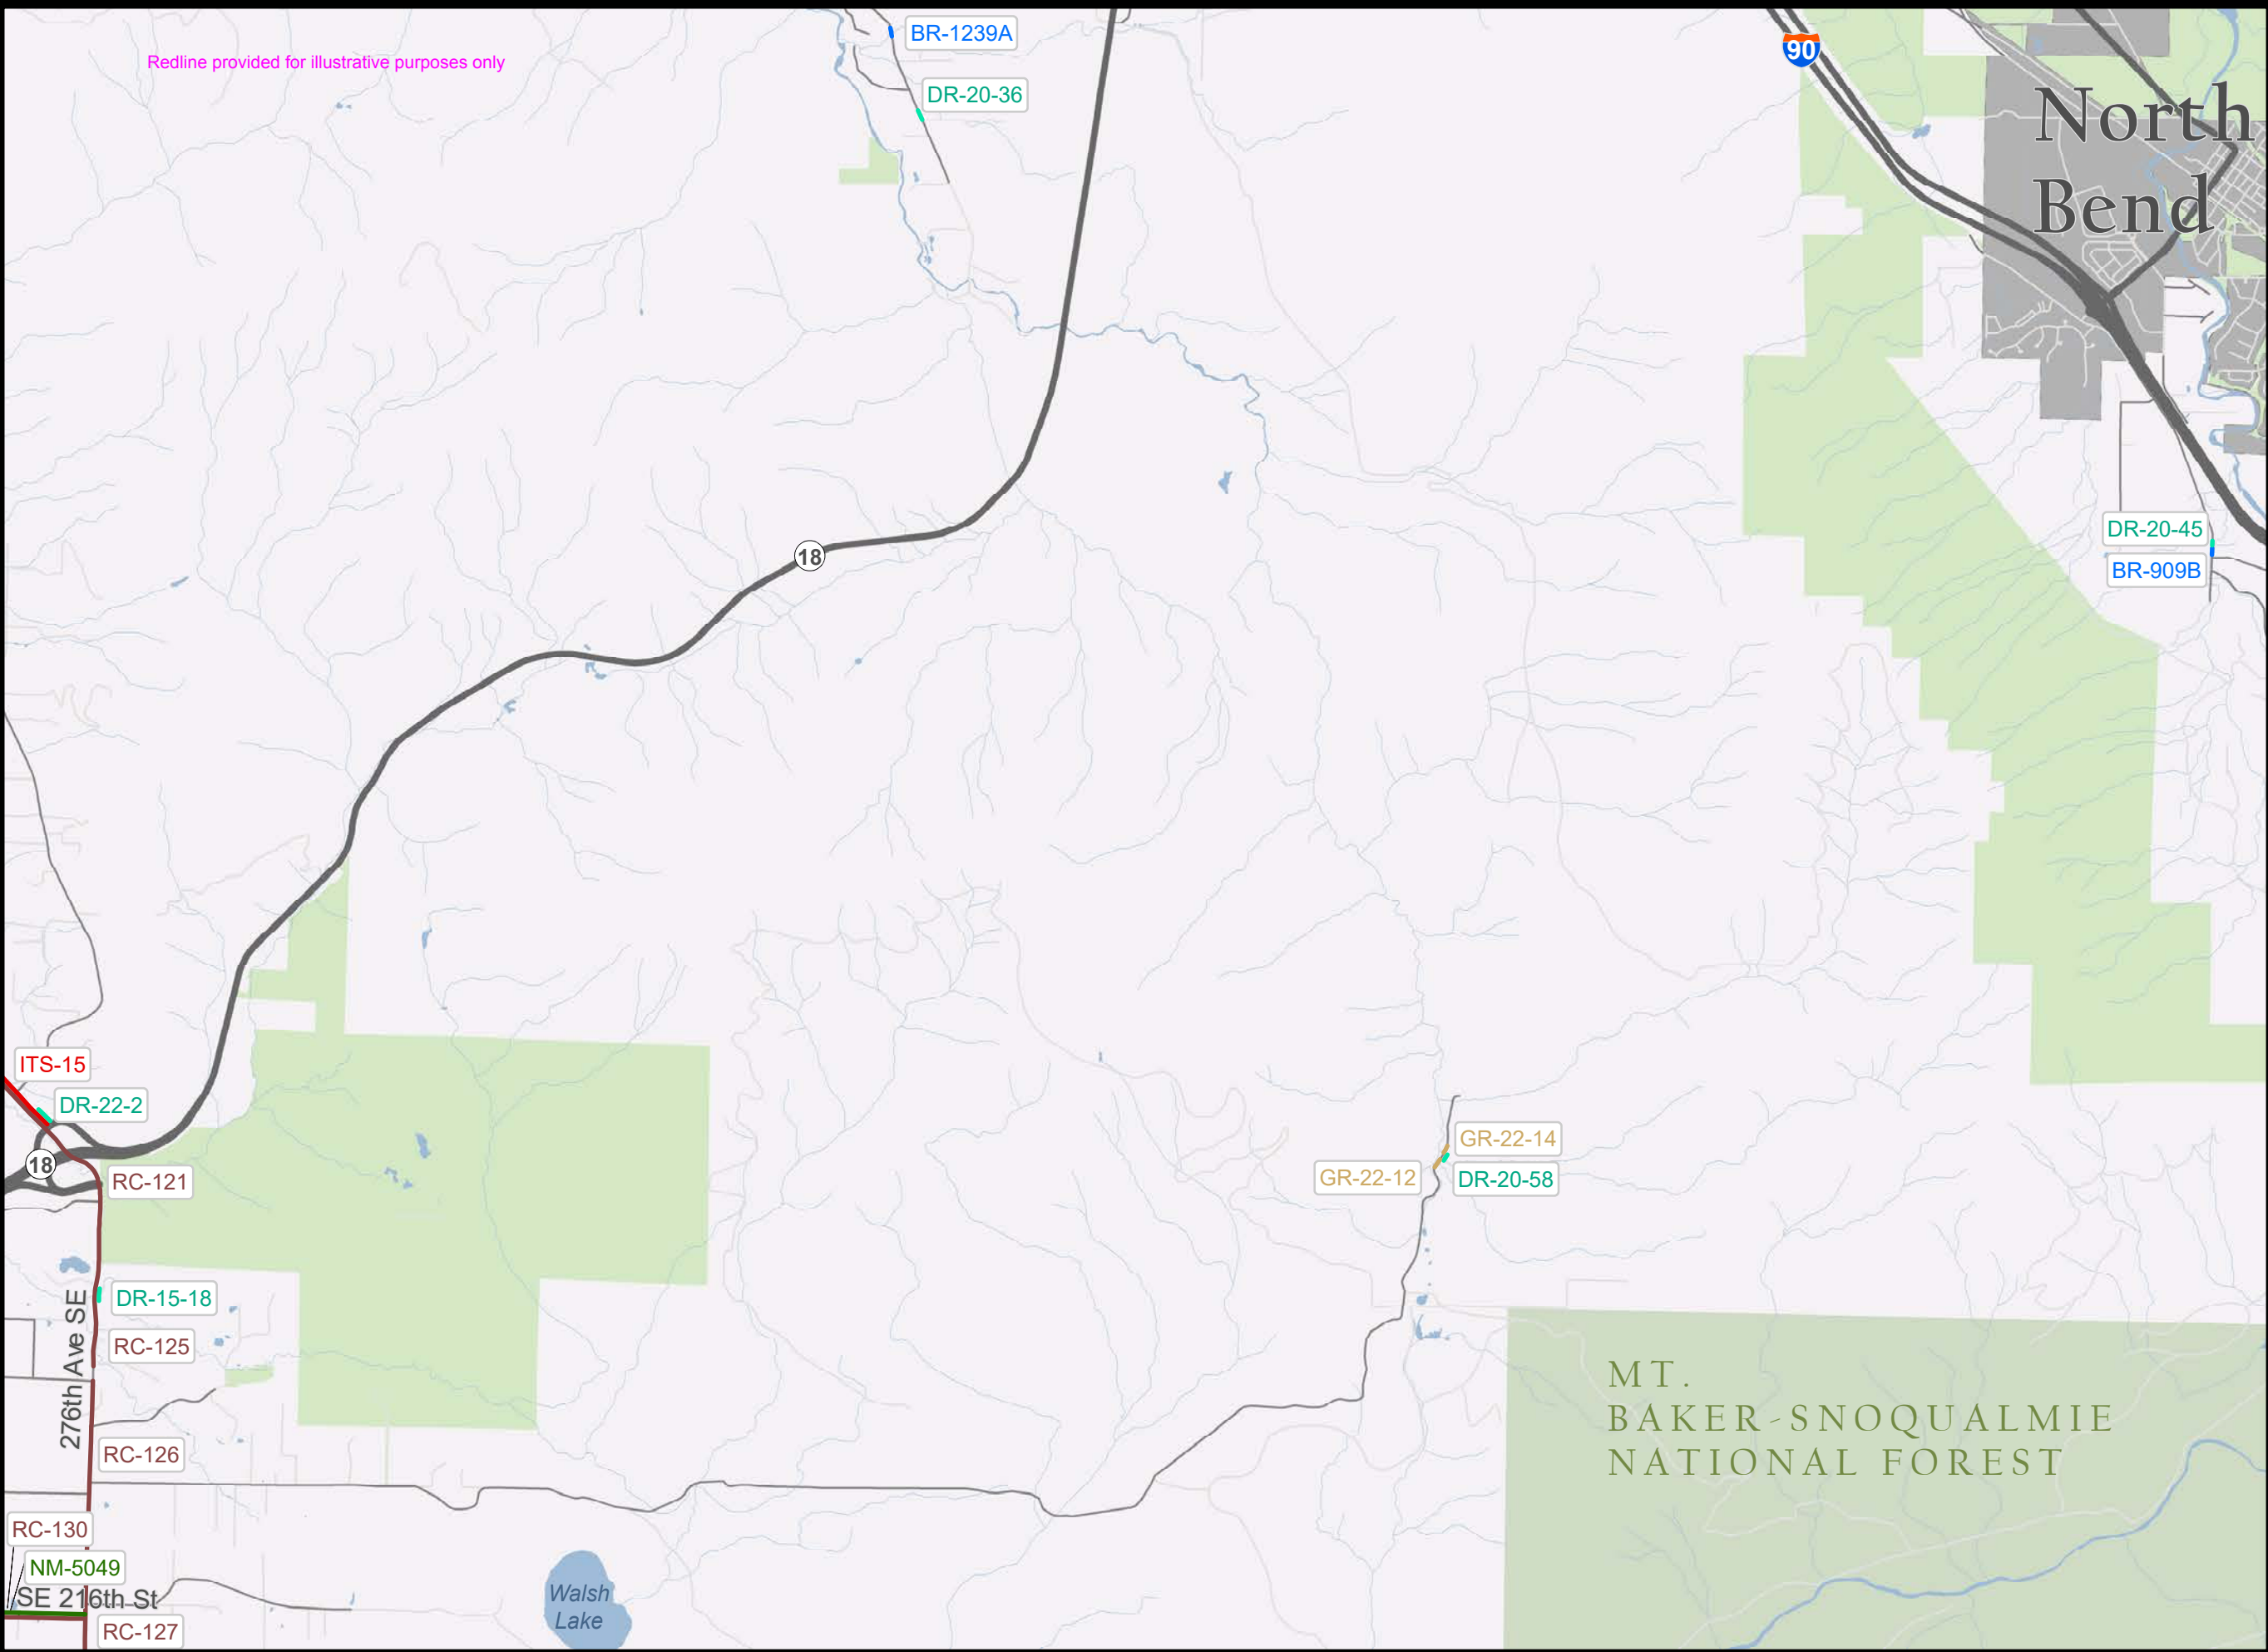 BR-1239A
Redline provided for illustrative purposes only
90
DR-20-36
North
Bend
DR-20-45
18
BR-909B
ITS-15
DR-22-2
18
RC-121
GR-22-14
GR-22-12
DR-20-58
DR-15-18
276th Ave SE
RC-125
MT.
BAKER-SNOQUALMIE
NATIONAL FOREST
RC-126
RC-130
NM-5049
SE 216th St
Walsh
Lake
RC-127